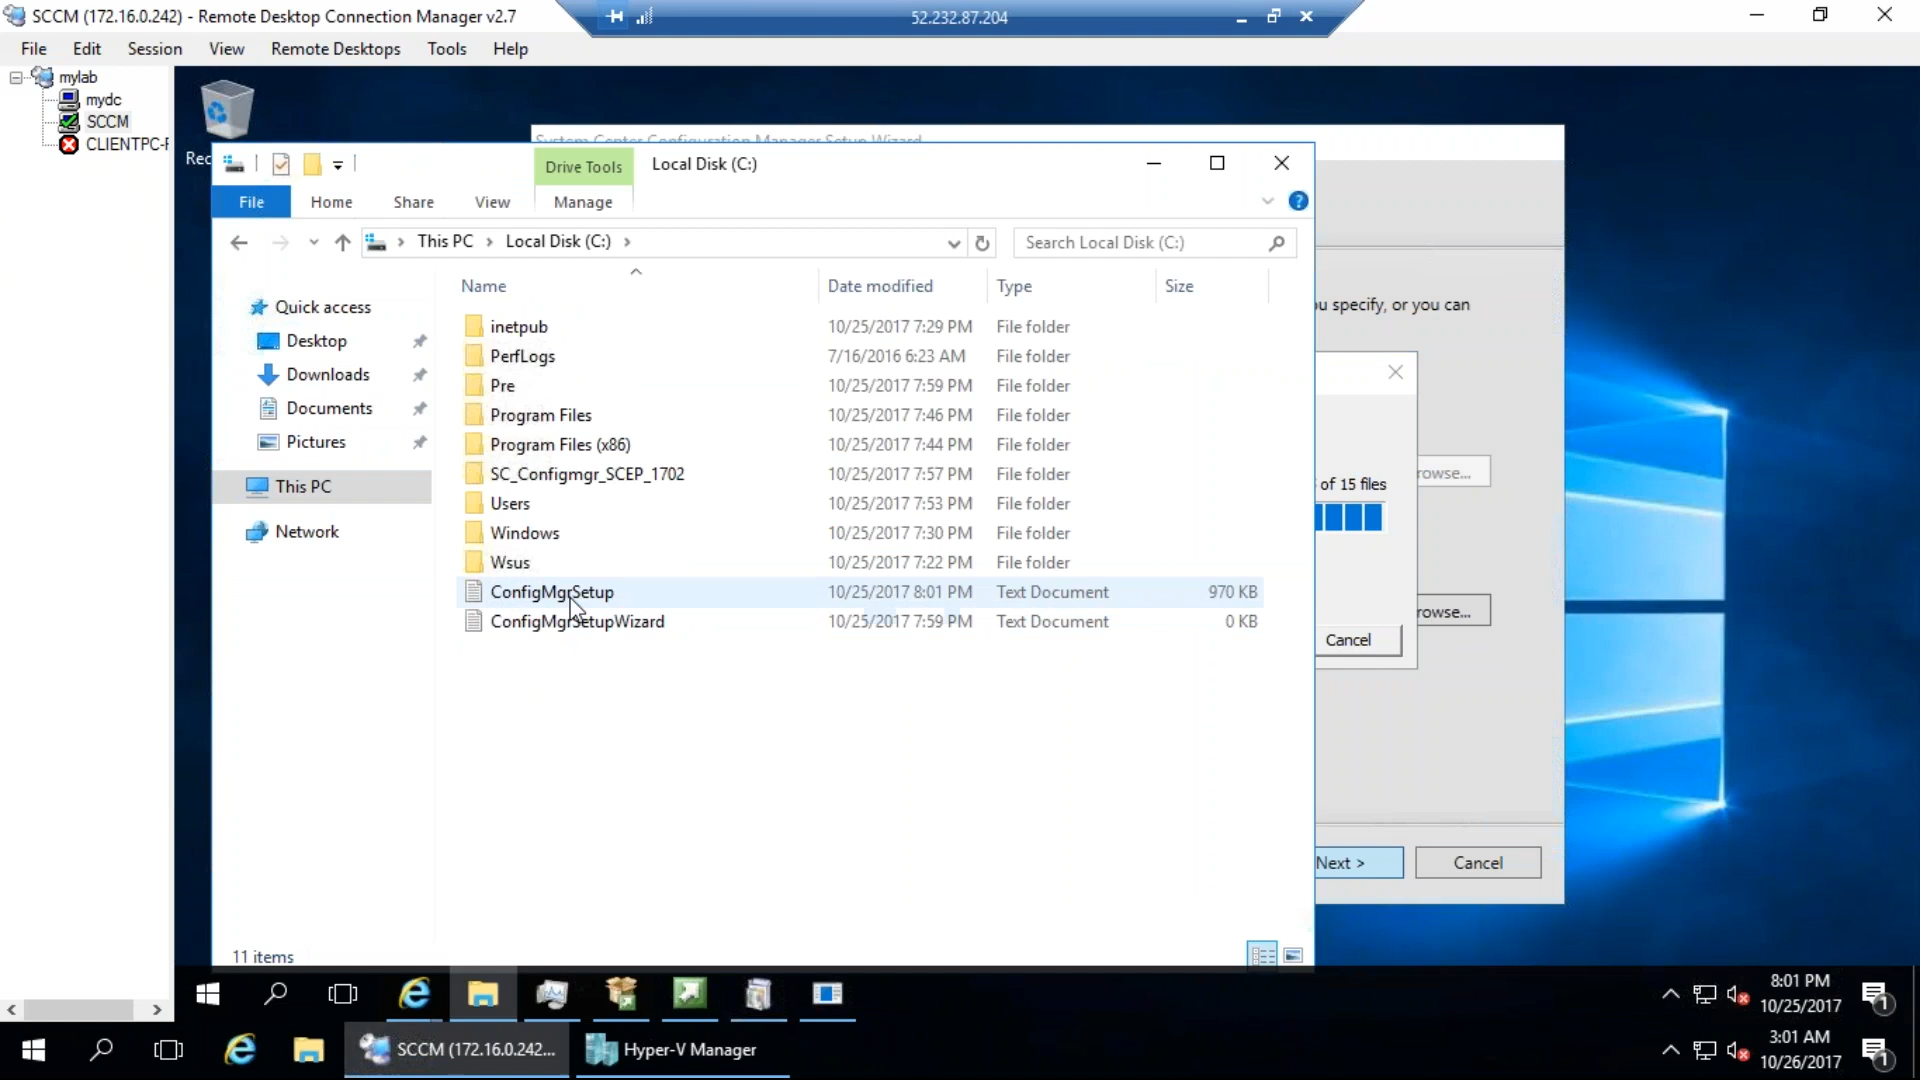 SCCM (172.16.0.242) - Remote Desktop Connection Manager v2.7
52.232.87.204
File Edit Session View Remote Desktops Tools Help
mylab
mydc
SCCM
CLIENTPC-F
Rec
System Center Configuration Manager Setup Wizard
Drive Tools Local Disk (C:)
File Home Share View Manage
This PC Local Disk (C:)
Search Local Disk (C:)
Name Date modified Type Size
Quick access
Desktop
Downloads
Documents
Pictures
This PC
Network
inetpub 10/25/2017 7:29 PM File folder
PerfLogs 7/16/2016 6:23 AM File folder
Pre 10/25/2017 7:59 PM File folder
Program Files 10/25/2017 7:46 PM File folder
Program Files (x86) 10/25/2017 7:44 PM File folder
SC_Configmgr_SCEP_1702 10/25/2017 7:57 PM File folder
Users 10/25/2017 7:53 PM File folder
Windows 10/25/2017 7:30 PM File folder
Wsus 10/25/2017 7:22 PM File folder
ConfigMgrSetup 10/25/2017 8:01 PM Text Document 970 KB
ConfigMgrSetupWizard 10/25/2017 7:59 PM Text Document 0 KB
11 items
u specify, or you can
rowse...
of 15 files
rowse...
Cancel
Next > Cancel
8:01 PM
10/25/2017
1
SCCM (172.16.0.242...
Hyper-V Manager
3:01 AM
10/26/2017
1